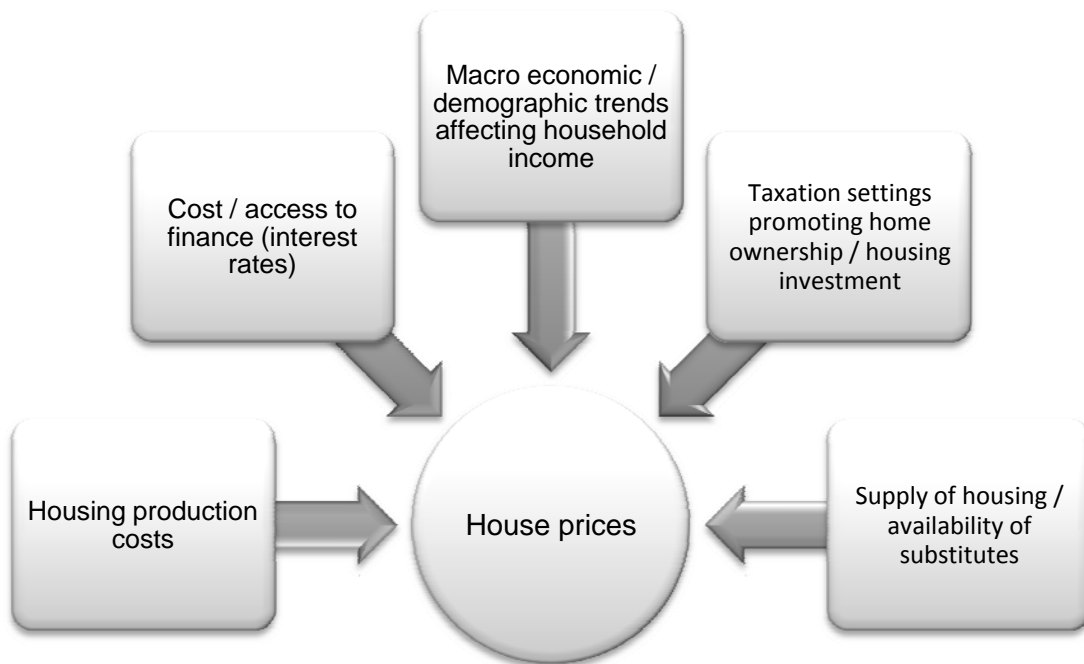 Macro economic /
demographic trends
affecting household
income
Cost / access to
finance (interest
rates)
Taxation settings
promoting home
ownership / housing
investment
Housing production
costs
House prices
Supply of housing /
availability of
substitutes